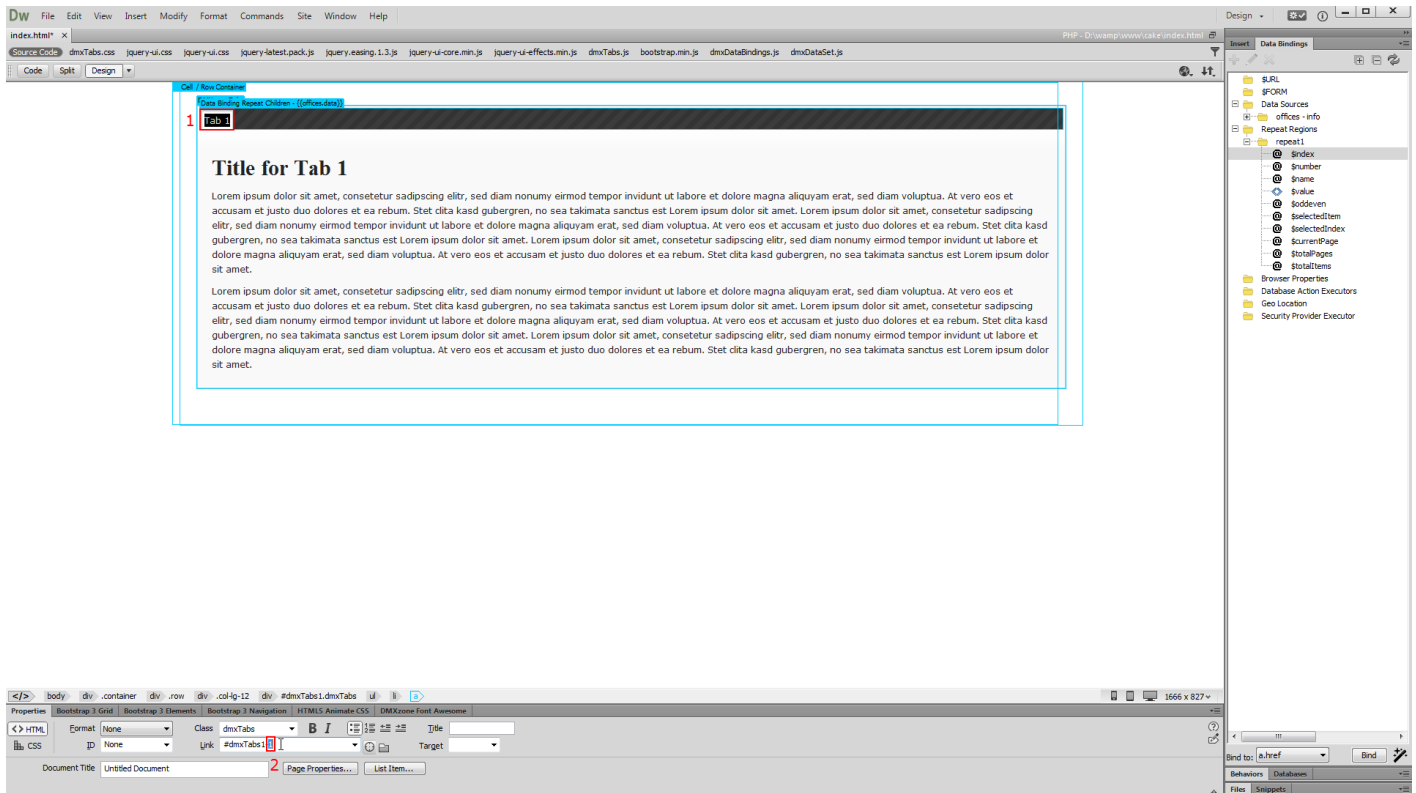 Dw File Edit View Insert Modify Format Commands Site Window Help Design
index.html* × PHP - D:\wamp\www\cake\index.html
Source Code dmxTabs.css jquery-ui.css jquery-ui.css jquery-latest.pack.js jquery.easing.1.3.js jquery-ui-core.min.js jquery-ui-effects.min.js dmxTabs.js bootstrap.min.js dmxDataBindings.js dmxDataSet.js
Code Split Design
Cell / Row Container
Data Binding Repeat Children - {{offices.data}}
1 Tab 1
Title for Tab 1
Lorem ipsum dolor sit amet, consetetur sadipscing elitr, sed diam nonumy eirmod tempor invidunt ut labore et dolore magna aliquyam erat, sed diam voluptua. At vero eos et
accusam et justo duo dolores et ea rebum. Stet clita kasd gubergren, no sea takimata sanctus est Lorem ipsum dolor sit amet. Lorem ipsum dolor sit amet, consetetur sadipscing
elitr, sed diam nonumy eirmod tempor invidunt ut labore et dolore magna aliquyam erat, sed diam voluptua. At vero eos et accusam et justo duo dolores et ea rebum. Stet clita kasd
gubergren, no sea takimata sanctus est Lorem ipsum dolor sit amet. Lorem ipsum dolor sit amet, consetetur sadipscing elitr, sed diam nonumy eirmod tempor invidunt ut labore et
dolore magna aliquyam erat, sed diam voluptua. At vero eos et accusam et justo duo dolores et ea rebum. Stet clita kasd gubergren, no sea takimata sanctus est Lorem ipsum dolor
sit amet.
Lorem ipsum dolor sit amet, consetetur sadipscing elitr, sed diam nonumy eirmod tempor invidunt ut labore et dolore magna aliquyam erat, sed diam voluptua. At vero eos et
accusam et justo duo dolores et ea rebum. Stet clita kasd gubergren, no sea takimata sanctus est Lorem ipsum dolor sit amet. Lorem ipsum dolor sit amet, consetetur sadipscing
elitr, sed diam nonumy eirmod tempor invidunt ut labore et dolore magna aliquyam erat, sed diam voluptua. At vero eos et accusam et justo duo dolores et ea rebum. Stet clita kasd
gubergren, no sea takimata sanctus est Lorem ipsum dolor sit amet. Lorem ipsum dolor sit amet, consetetur sadipscing elitr, sed diam nonumy eirmod tempor invidunt ut labore et
dolore magna aliquyam erat, sed diam voluptua. At vero eos et accusam et justo duo dolores et ea rebum. Stet clita kasd gubergren, no sea takimata sanctus est Lorem ipsum dolor
sit amet.
</> body div .container div .row div .col-lg-12 div #dmxTabs1.dmxTabs ul li a 1666 x 827
Properties Bootstrap 3 Grid Bootstrap 3 Elements Bootstrap 3 Navigation HTML5 Animate CSS DMXzone Font Awesome
<> HTML Format None Class dmxTabs B I Title
CSS ID None Link #dmxTabs1- Target
Document Title Untitled Document 2 Page Properties... List Item...
Insert Data Bindings
$URL
$FORM
Data Sources
offices - info
Repeat Regions
repeat1
$index
$number
$name
$value
$oddeven
$selectedItem
$selectedIndex
$currentPage
$totalPages
$totalItems
Browser Properties
Database Action Executors
Geo Location
Security Provider Executor
Bind to: a.href Bind
Behaviors Databases
Files Snippets